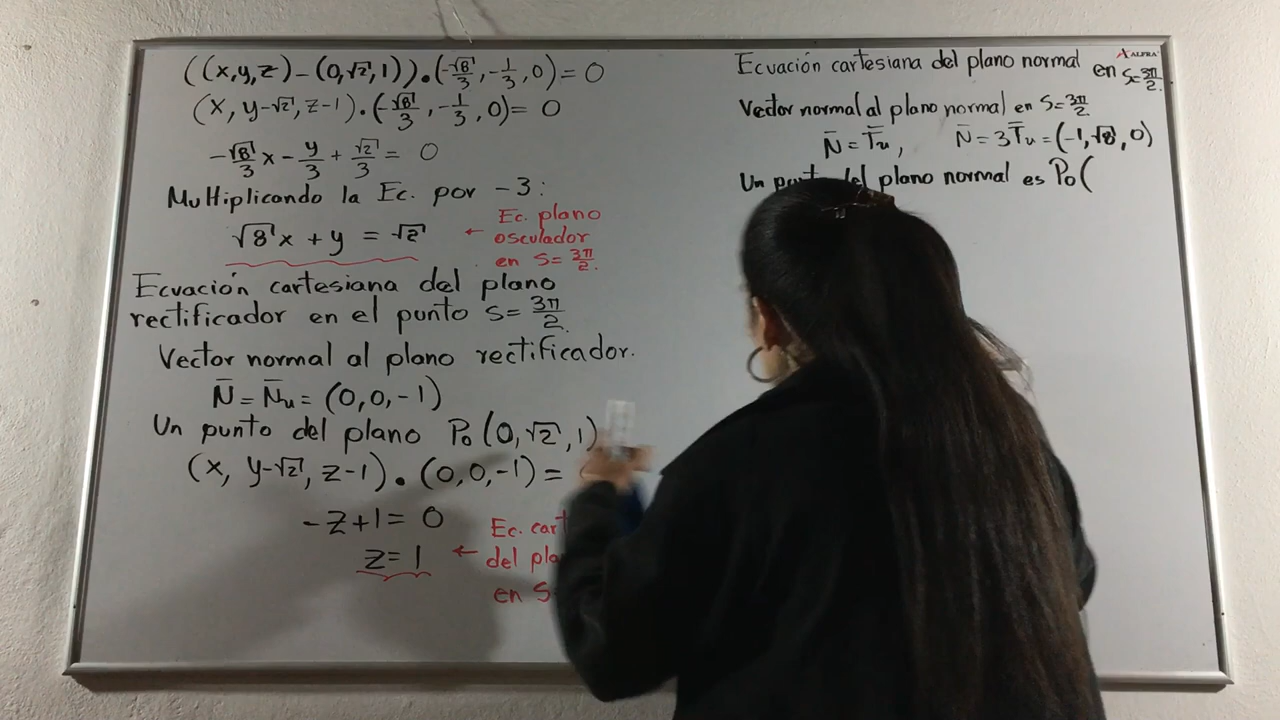 ((x,y,z)-(0,√2,1))·(-√8/3,-1/3,0)=0
(x, y-√2, z-1)·(-√8/3,-1/3,0)=0
-√8/3 x - y/3 + √2/3 = 0
Multiplicando la Ec. por -3:
√8 x + y = √2 ← Ec. plano
osculador
en s=3π/2.
Ecuación cartesiana del plano
rectificador en el punto s=3π/2.
Vector normal al plano rectificador.
N̄=N̄u=(0,0,-1)
Un punto del plano Po(0,√2,1)
(x, y-√2, z-1)·(0,0,-1)=
-z+1=0
z=1 ← Ec.
del
en
Ecuación cartesiana del plano normal en s=3π/2.
ALFRA
Vector normal al plano normal en s=3π/2
N̄=T̄u, N̄=3T̄u=(-1,√8,0)
Un punto del plano normal es Po(